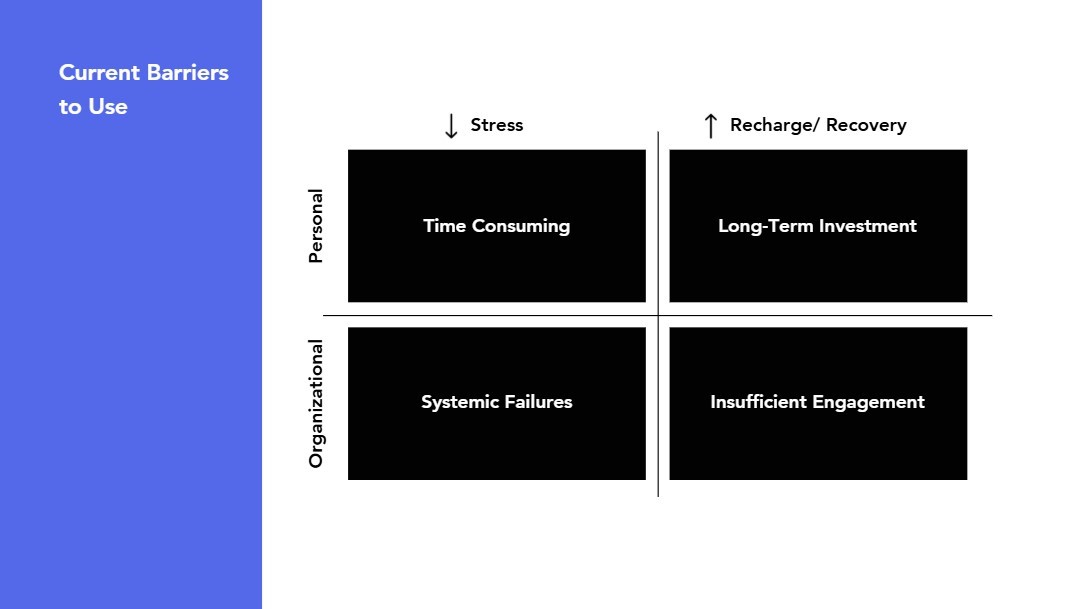 Current Barriers
to Use
↓ Stress
↑ Recharge/ Recovery
Personal
Time Consuming
Long-Term Investment
Organizational
Systemic Failures
Insufficient Engagement